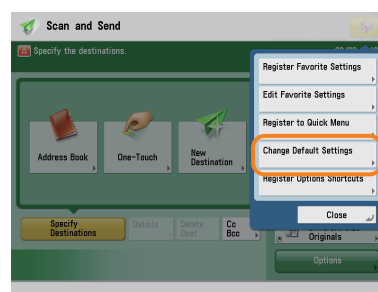 Scan and Send
Specify the destinations.
Register Favorite Settings
Edit Favorite Settings
Register to Quick Menu
Change Default Settings
Register Options Shortcuts
Close
Address Book
One-Touch
New
Destination
Specify
Destinations
Details
Delete
Dest.
Cc
Bcc
Originals
Options